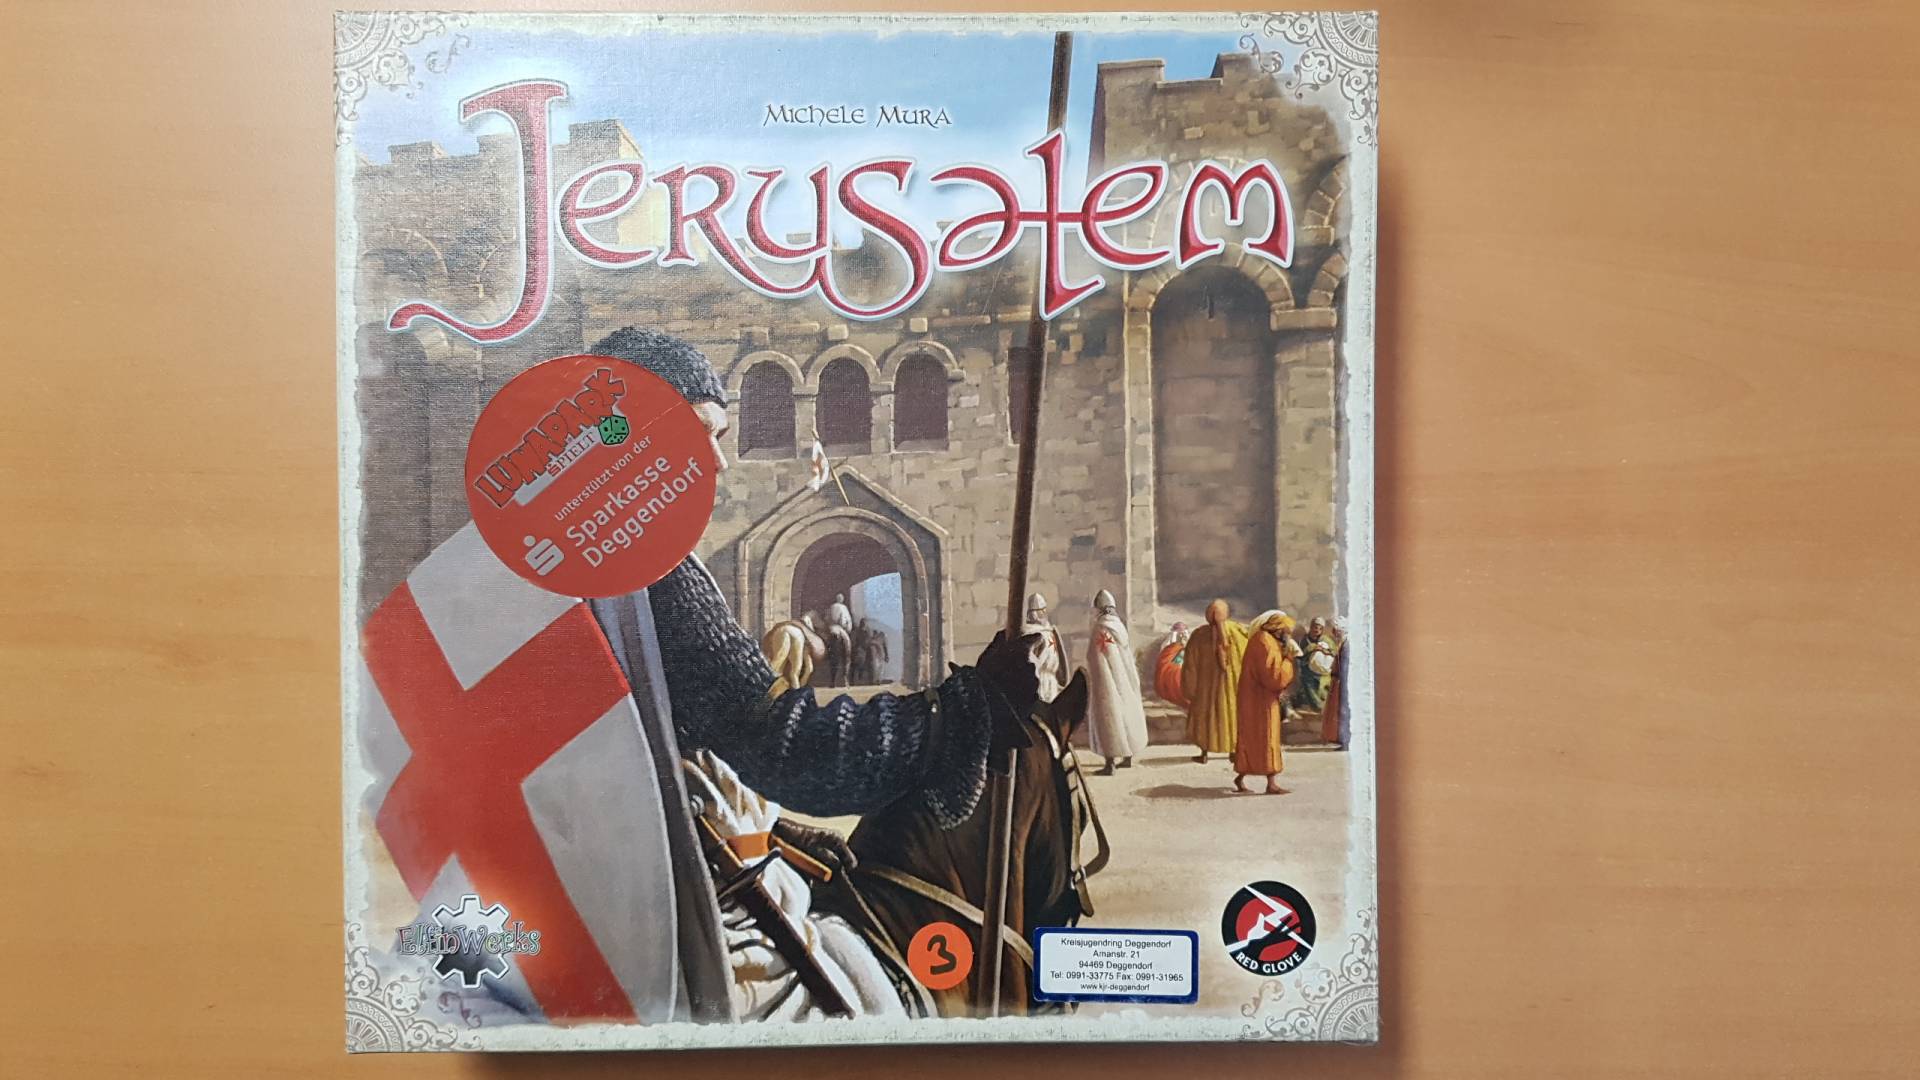 Michele Mura
Jerusalem
LUNAPARK
SPIELT
unterstützt von der
Sparkasse
Deggendorf
ElfinWerks
3
Kreisjugendring Deggendorf
Amanstr. 21
94469 Deggendorf
Tel: 0991-33775 Fax: 0991-31965
www.kjr-deggendorf
RED GLOVE